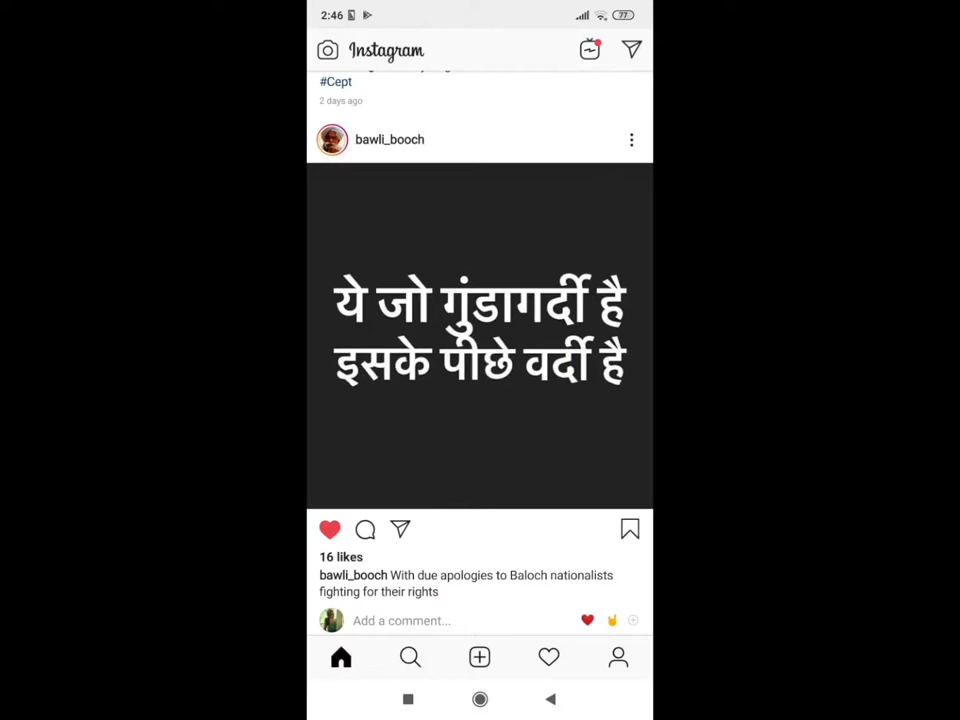 2:46
77
Instagram
#Cept
2 days ago
bawli_booch
ये जो गुंडागर्दी है
इसके पीछे वर्दी है
16 likes
bawli_booch With due apologies to Baloch nationalists
fighting for their rights
Add a comment...